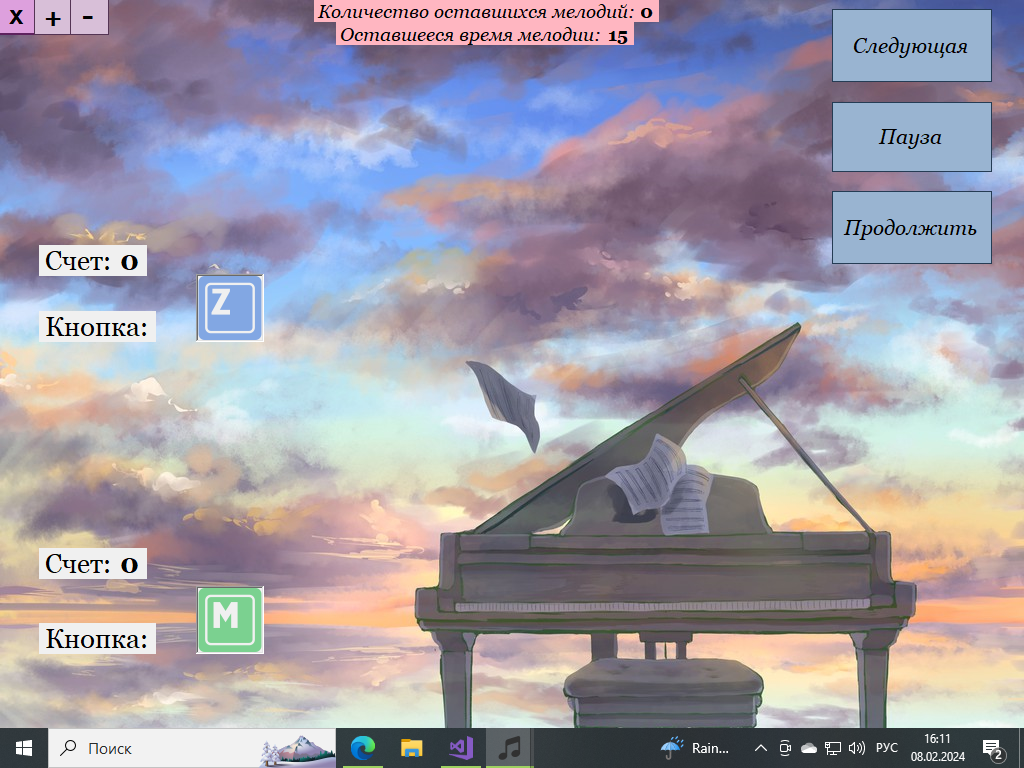 X + -
Количество оставшихся мелодий: 0
Оставшееся время мелодии: 15
Следующая
Пауза
Продолжить
Счет: 0
Z
Кнопка:
Счет: 0
M
Кнопка:
Поиск
Rain...
РУС
16:11
08.02.2024
2